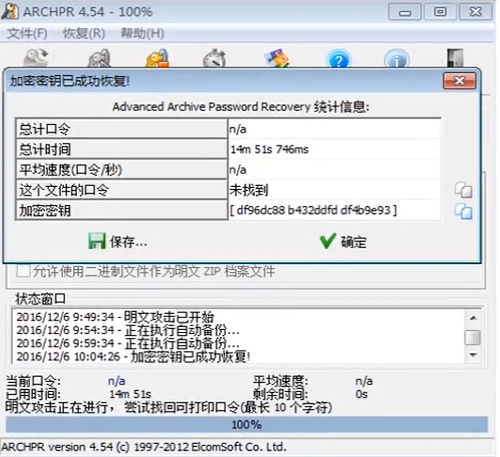 ARCHPR 4.54 - 100%
文件(F) 恢复(R) 帮助(H)
加密密钥已成功恢复!
Advanced Archive Password Recovery 统计信息:
总计口令 n/a
总计时间 14m 51s 746ms
平均速度(口令/秒) n/a
这个文件的口令 未找到
加密密钥 [ df96dc88 b432ddfd df4b9e93 ]
保存... 确定
允许使用二进制文件作为明文 ZIP 档案文件
状态窗口
2016/12/6 9:49:34 - 明文攻击已开始
2016/12/6 9:54:34 - 正在执行自动备份...
2016/12/6 9:59:34 - 正在执行自动备份...
2016/12/6 10:04:26 - 加密密钥已成功恢复!
当前口令: n/a 平均速度: n/a
已用时间: 14m 51s 剩余时间: 0s
明文攻击正在进行，尝试找回可打印口令(最长 10 个字符)
100%
ARCHPR version 4.54 (c) 1997-2012 ElcomSoft Co. Ltd.